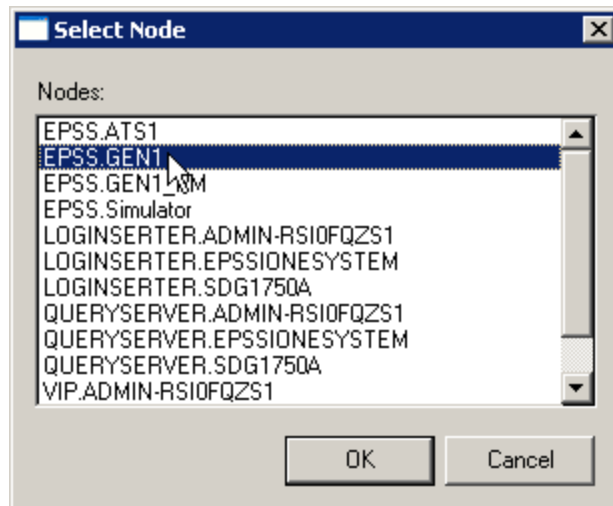 Select Node
Nodes:
EPSS.ATS1
EPSS.GEN1
EPSS.Simulator
LOGINSERTER.ADMIN-RSI0FQZS1
LOGINSERTER.EPSSIONESYSTEM
LOGINSERTER.SDG1750A
QUERYSERVER.ADMIN-RSI0FQZS1
QUERYSERVER.EPSSIONESYSTEM
QUERYSERVER.SDG1750A
VIP.ADMIN-RSI0FQZS1
OK Cancel